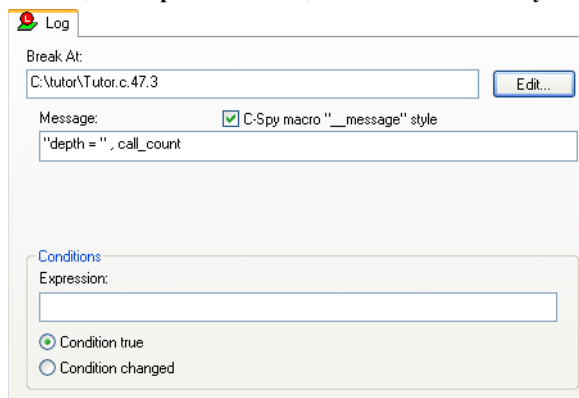 Log
Break At:
C:\tutor\Tutor.c.47.3
Edit...
Message:
C-Spy macro "__message" style
"depth = " , call_count
Conditions
Expression:
Condition true
Condition changed